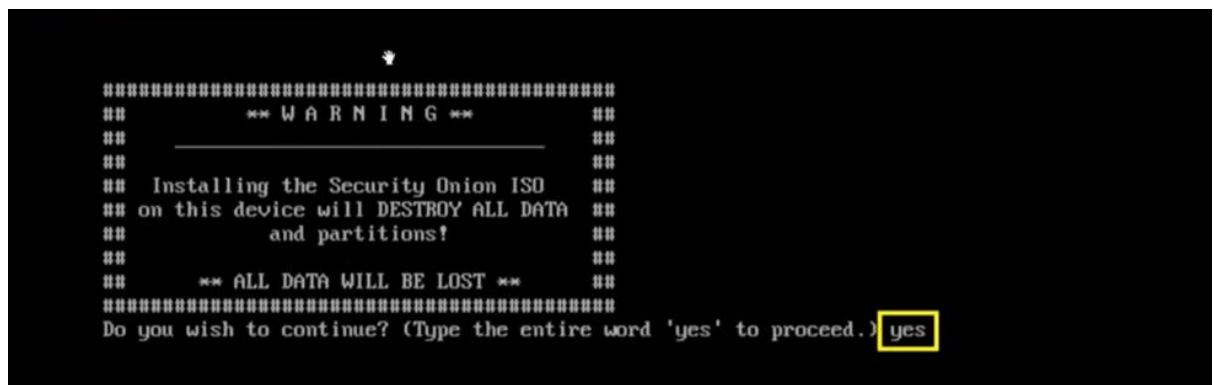 ###########################################
## ** W A R N I N G ** ##
## _______________________________ ##
## ##
## Installing the Security Onion ISO ##
## on this device will DESTROY ALL DATA ##
## and partitions! ##
## ##
## ** ALL DATA WILL BE LOST ** ##
###########################################
Do you wish to continue? (Type the entire word 'yes' to proceed.) yes